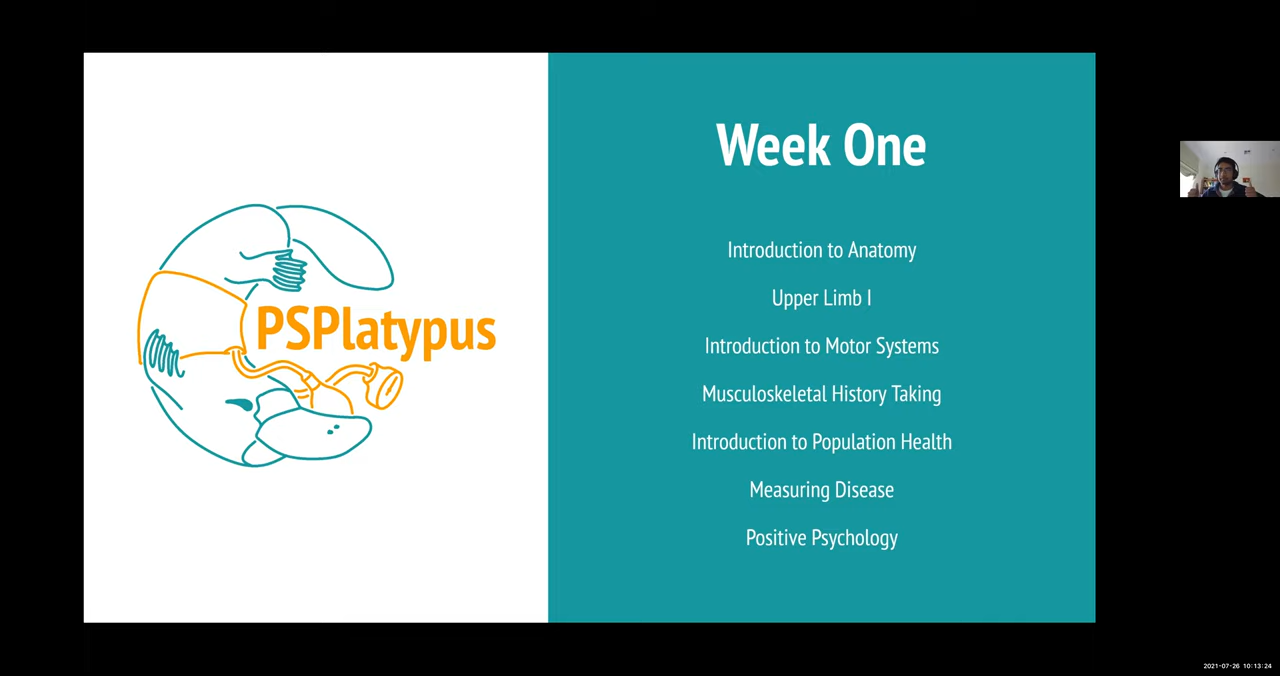 PSPlatypus
Week One
Introduction to Anatomy
Upper Limb I
Introduction to Motor Systems
Musculoskeletal History Taking
Introduction to Population Health
Measuring Disease
Positive Psychology
2021-07-26 10:13:24